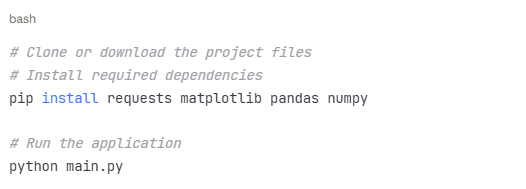 bash
# Clone or download the project files
# Install required dependencies
pip install requests matplotlib pandas numpy
# Run the application
python main.py